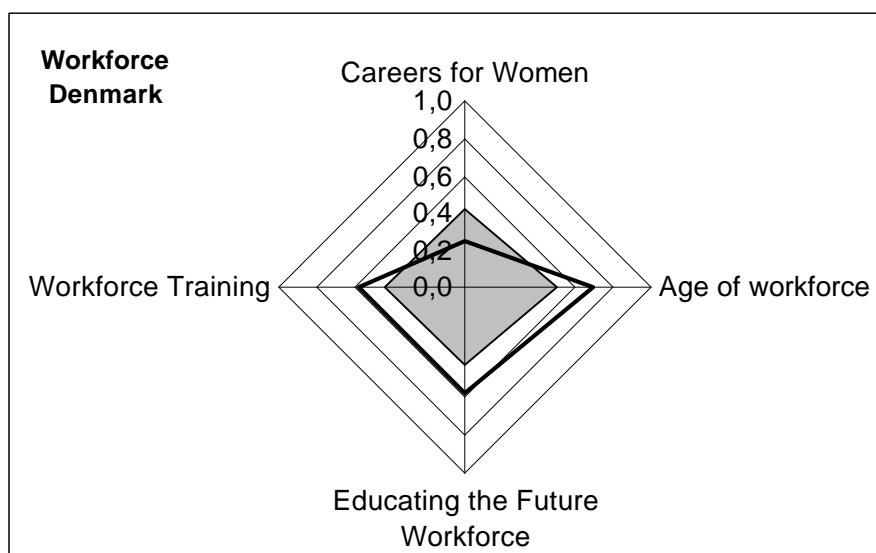 Workforce
Denmark
Careers for Women
1,0
0,8
0,6
0,4
0,2
0,0
Workforce Training
Age of workforce
Educating the Future
Workforce